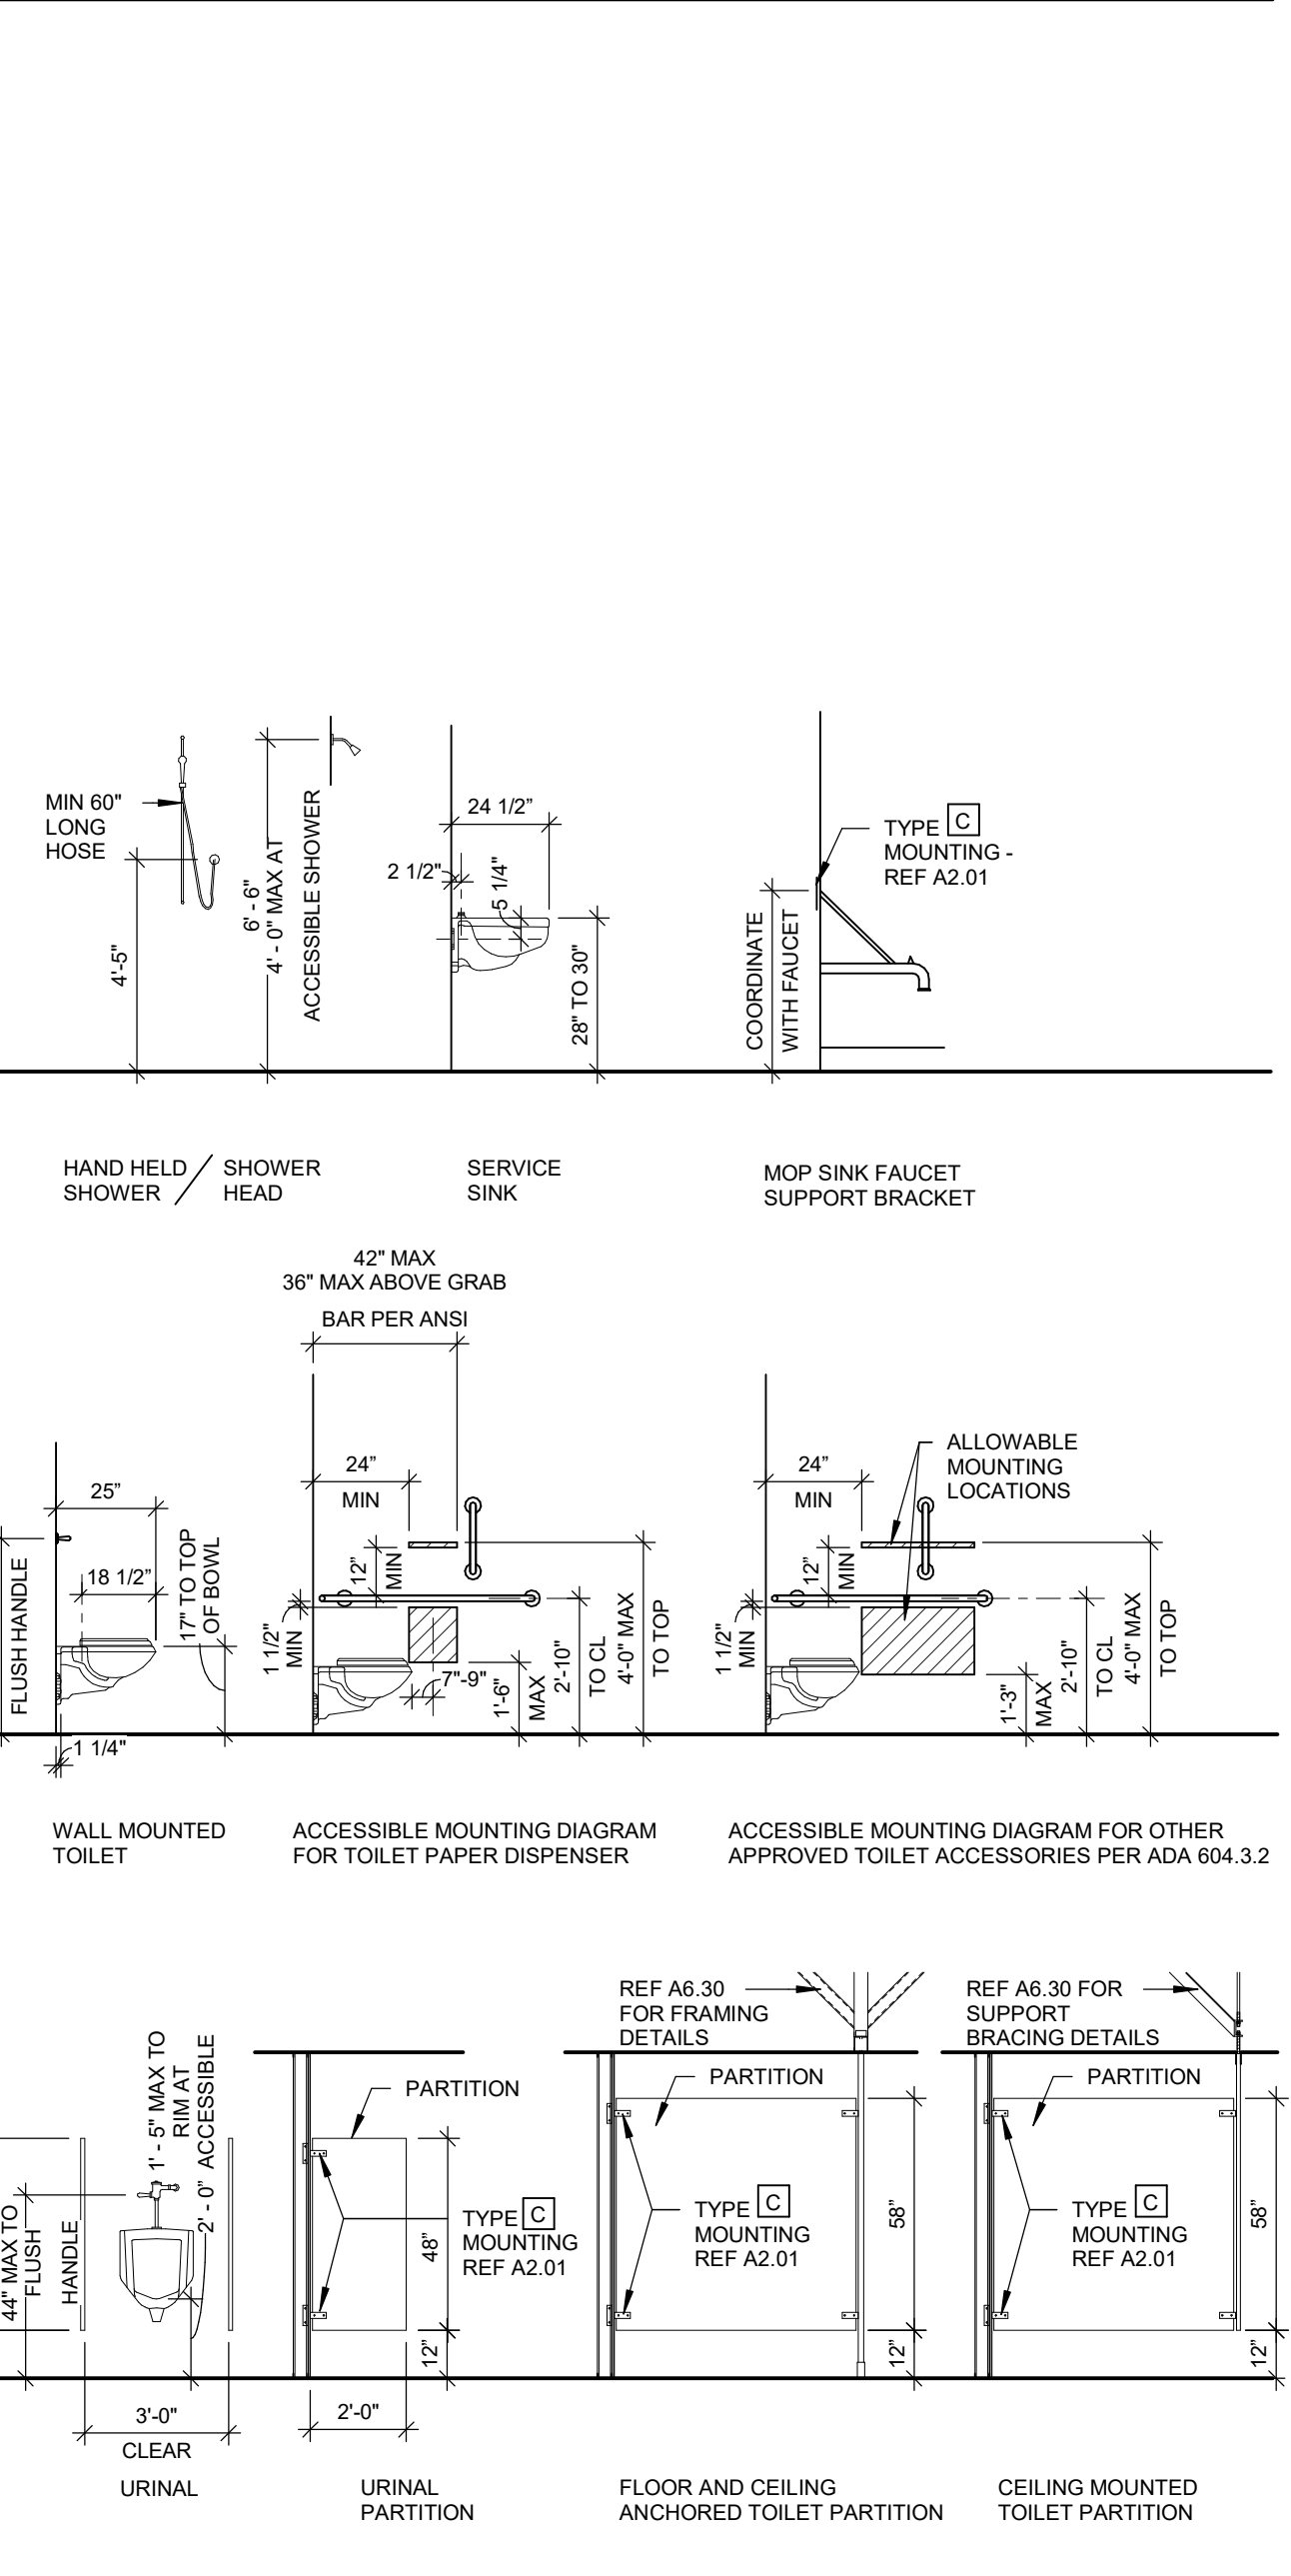 MIN 60"
LONG
HOSE
4'-5"
6' - 6"
4' - 0" MAX AT
ACCESSIBLE SHOWER
24 1/2”
2 1/2"
5 1/4"
28" TO 30"
COORDINATE
WITH FAUCET
TYPE C
MOUNTING -
REF A2.01
HAND HELD
SHOWER
SHOWER
HEAD
SERVICE
SINK
MOP SINK FAUCET
SUPPORT BRACKET
FLUSH HANDLE
25”
18 1/2”
17" TO TOP
OF BOWL
1 1/4"
42" MAX
36" MAX ABOVE GRAB
BAR PER ANSI
24”
MIN
12”
MIN
1 1/2"
MIN
7"-9"
1'-6"
MAX
2'-10"
TO CL
4'-0" MAX
TO TOP
24”
MIN
ALLOWABLE
MOUNTING
LOCATIONS
12”
MIN
1 1/2"
MIN
1'-3"
MAX
2'-10"
TO CL
4'-0" MAX
TO TOP
WALL MOUNTED
TOILET
ACCESSIBLE MOUNTING DIAGRAM
FOR TOILET PAPER DISPENSER
ACCESSIBLE MOUNTING DIAGRAM FOR OTHER
APPROVED TOILET ACCESSORIES PER ADA 604.3.2
44" MAX TO
FLUSH
HANDLE
1' - 5" MAX TO
RIM AT
2' - 0” ACCESSIBLE
3'-0"
CLEAR
PARTITION
TYPE C
MOUNTING
REF A2.01
48”
12”
2'-0"
REF A6.30
FOR FRAMING
DETAILS
PARTITION
TYPE C
MOUNTING
REF A2.01
58”
12”
REF A6.30 FOR
SUPPORT
BRACING DETAILS
PARTITION
TYPE C
MOUNTING
REF A2.01
58”
12”
URINAL
URINAL
PARTITION
FLOOR AND CEILING
ANCHORED TOILET PARTITION
CEILING MOUNTED
TOILET PARTITION